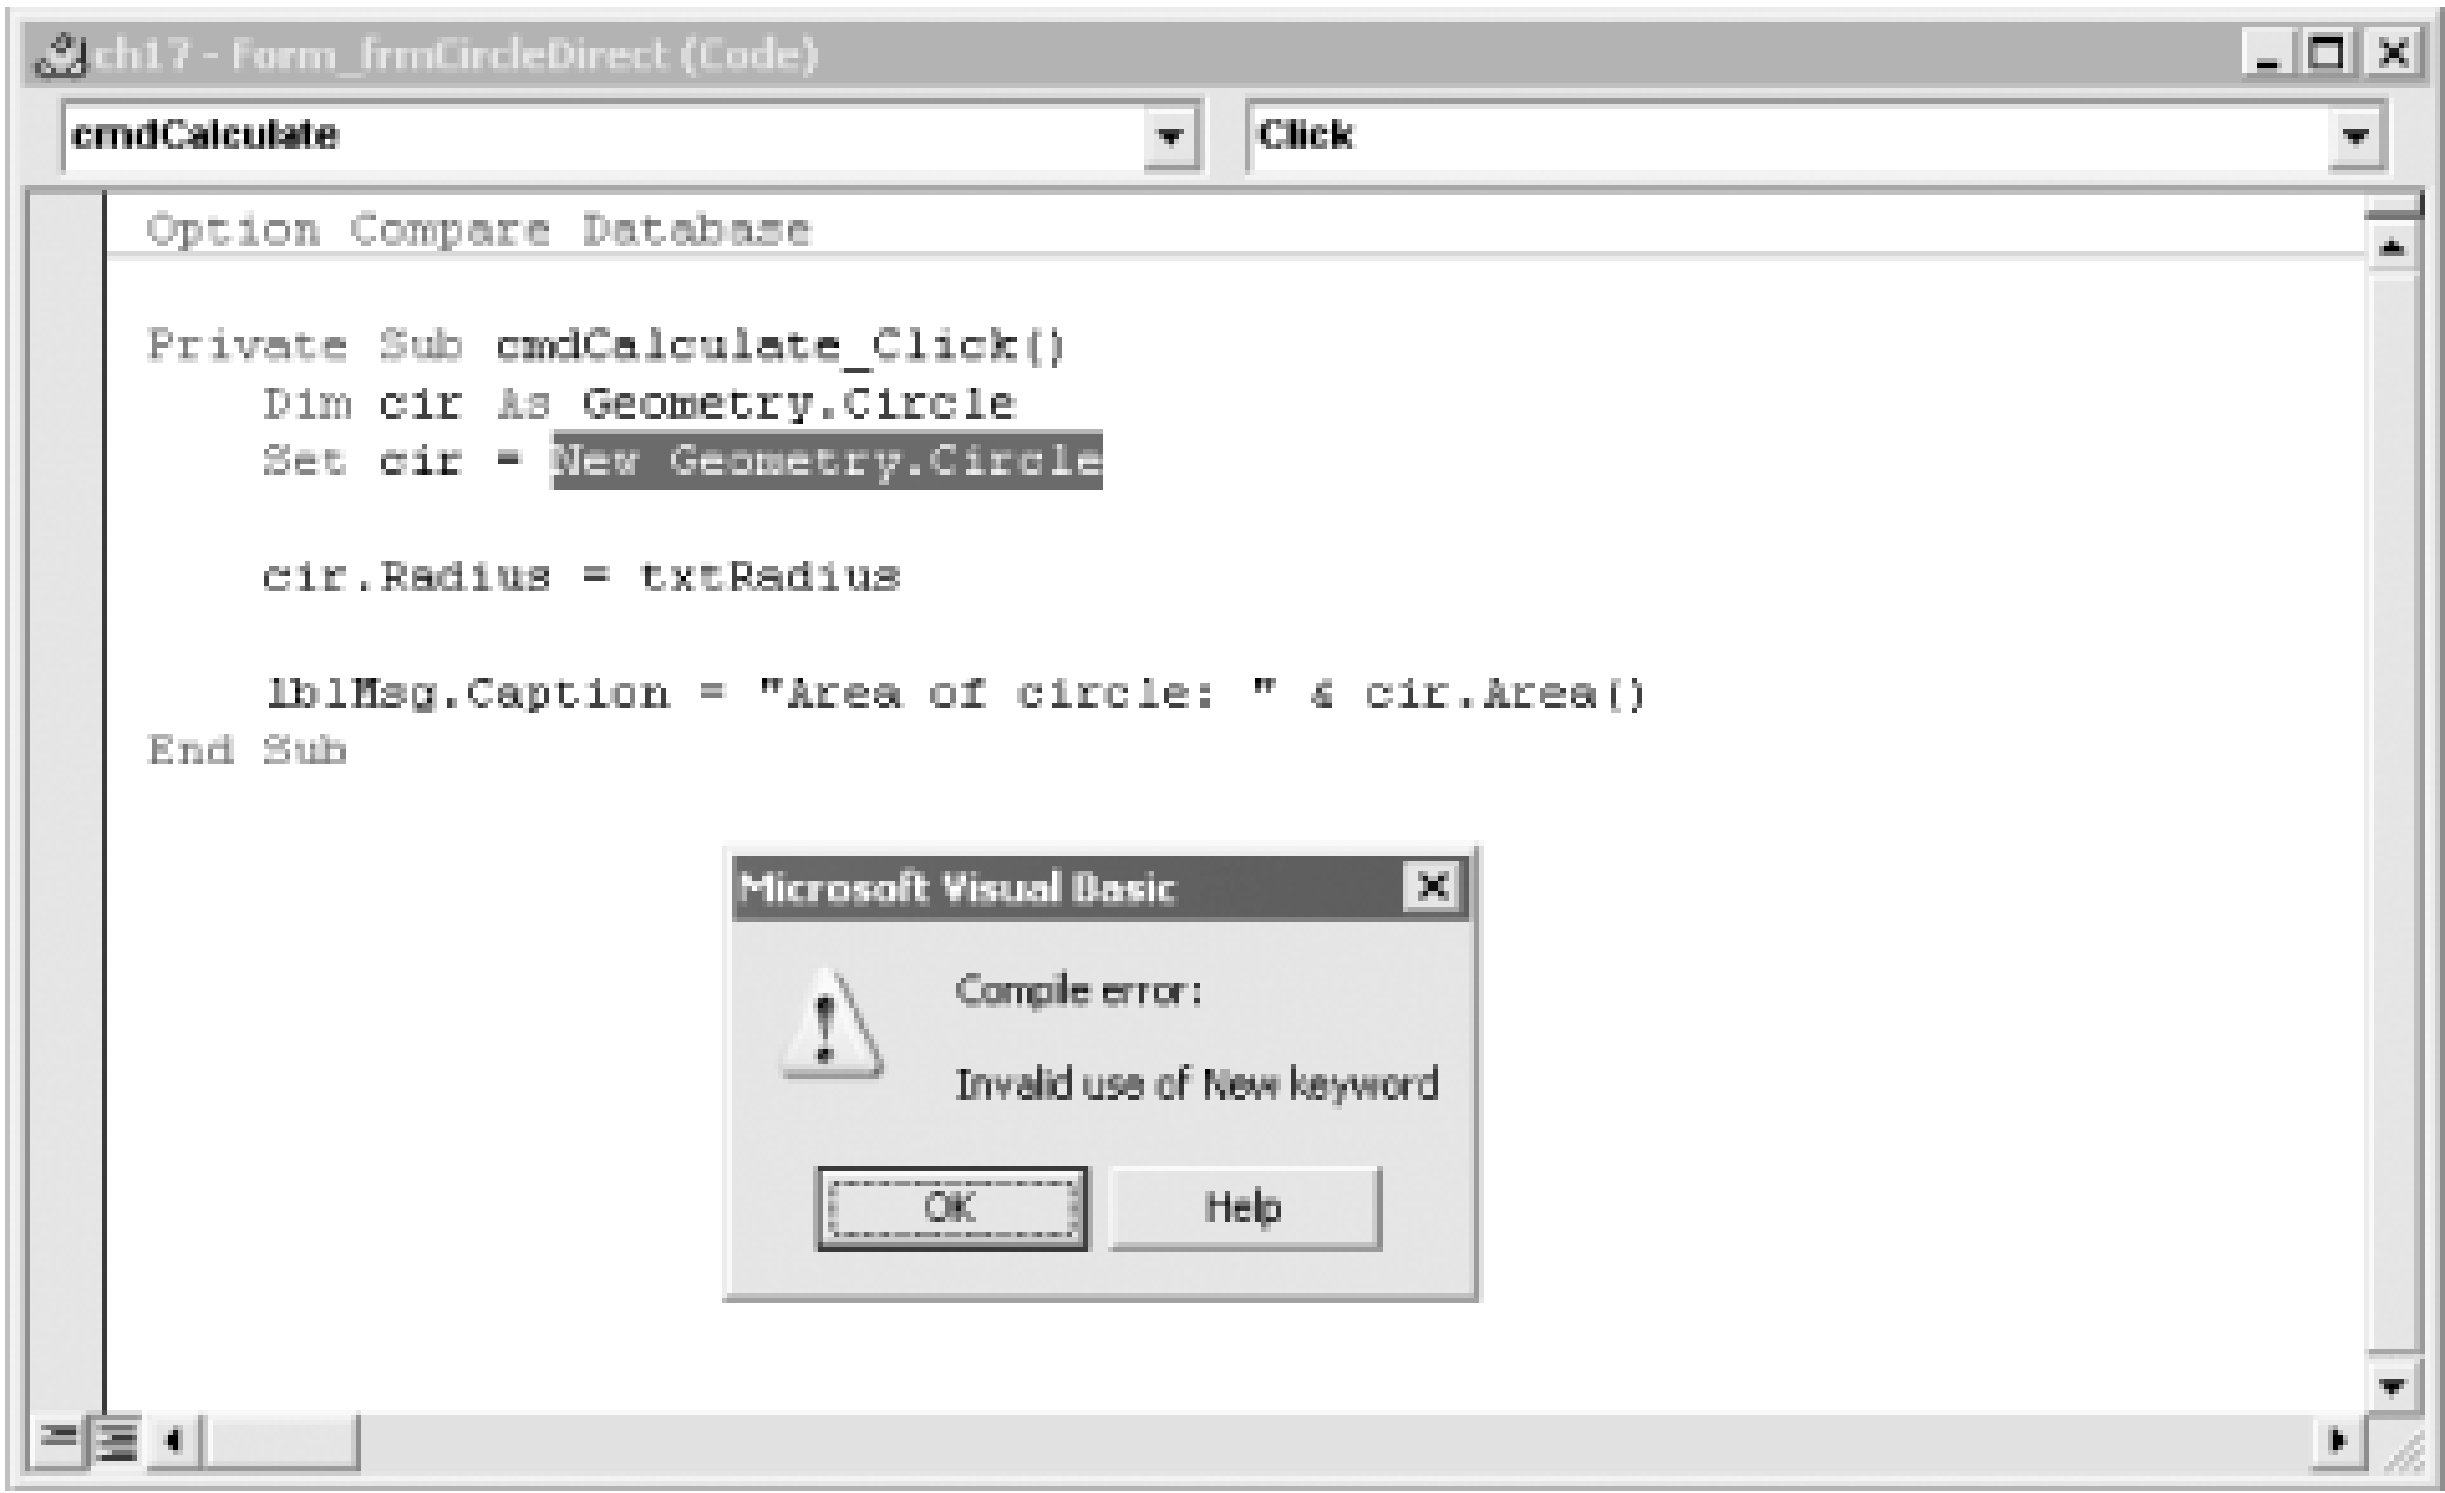 ch17 - Form_frmCircleDirect (Code)
cmdCalculate Click
Option Compare Database
Private Sub cmdCalculate_Click()
Dim cir As Geometry.Circle
Set cir = New Geometry.Circle
cir.Radius = txtRadius
lblMsg.Caption = "Area of circle: " & cir.Area()
End Sub
Microsoft Visual Basic
Compile error:
Invalid use of New keyword
OK Help